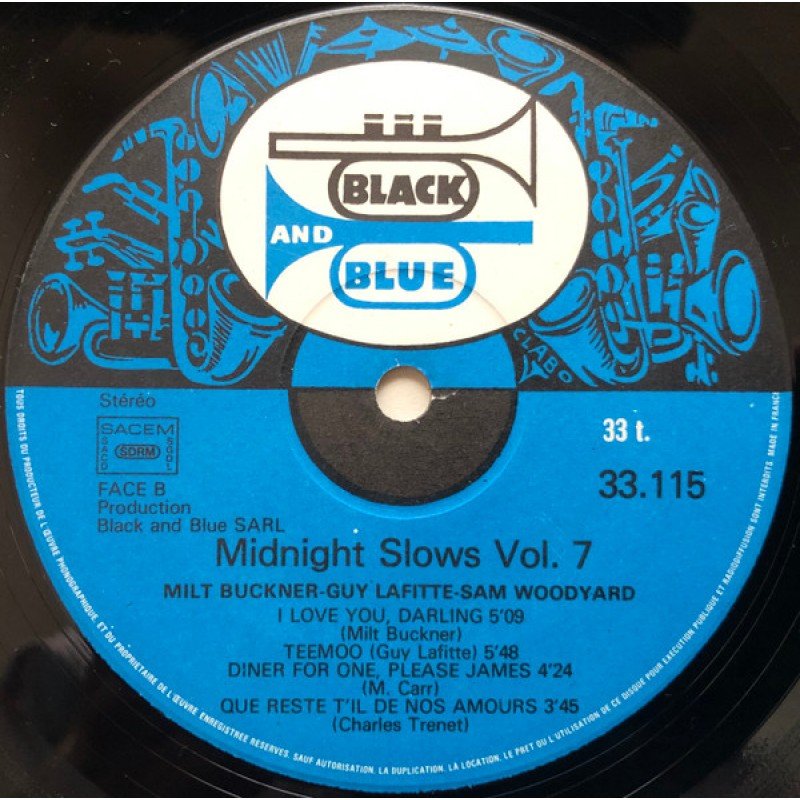 BLACK
AND
BLUE
CLABO
Stéréo
SACEM
SACD
SDRM
SGDL
33 t.
33.115
FACE B
Production
Black and Blue SARL
Midnight Slows Vol. 7
MILT BUCKNER-GUY LAFITTE-SAM WOODYARD
I LOVE YOU, DARLING 5'09
(Milt Buckner)
TEEMOO (Guy Lafitte) 5'48
DINER FOR ONE, PLEASE JAMES 4'24
(M. Carr)
QUE RESTE T'IL DE NOS AMOURS 3'45
(Charles Trenet)
TOUS DROITS DU PRODUCTEUR DE L'ŒUVRE PHONOGRAPHIQUE ET DU PROPRIETAIRE DE L'ŒUVRE ENREGISTREE RESERVES. SAUF AUTORISATION. LA DUPLICATION. LA LOCATION. LE PRET OU L'UTILISATION DE CE DISQUE POUR EXECUTION PUBLIQUE ET RADIODIFFUSION SONT INTERDITS. MADE IN FRANCE